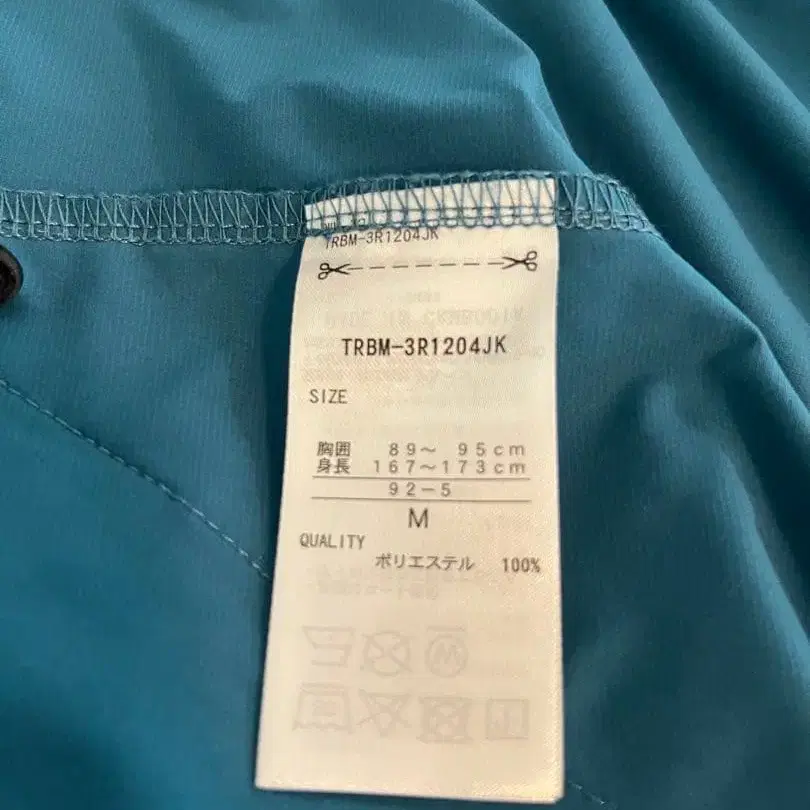 TRBM-3R1204JK
TRBM-3R1204JK
SIZE
胸囲 89～ 95cm
身長 167～173cm
92-5
M
QUALITY
ポリエステル 100%